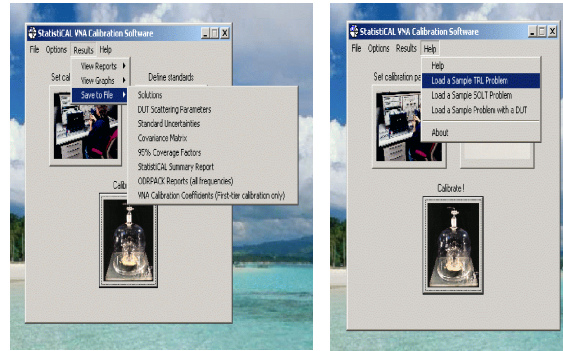 StatistiCAL VNA Calibration Software
File Options Results Help
View Reports
View Graphs
Save to File
Set cal
Define standards
Solutions
DUT Scattering Parameters
Standard Uncertainties
Covariance Matrix
95% Coverage Factors
StatistiCAL Summary Report
ODRPACK Reports (all frequencies)
VNA Calibration Coefficients (First-tier calibration only)
Calib
StatistiCAL VNA Calibration Software
File Options Results Help
Help
Load a Sample TRL Problem
Load a Sample SOLT Problem
Load a Sample Problem with a DUT
About
Set calibration pa
Calibrate !